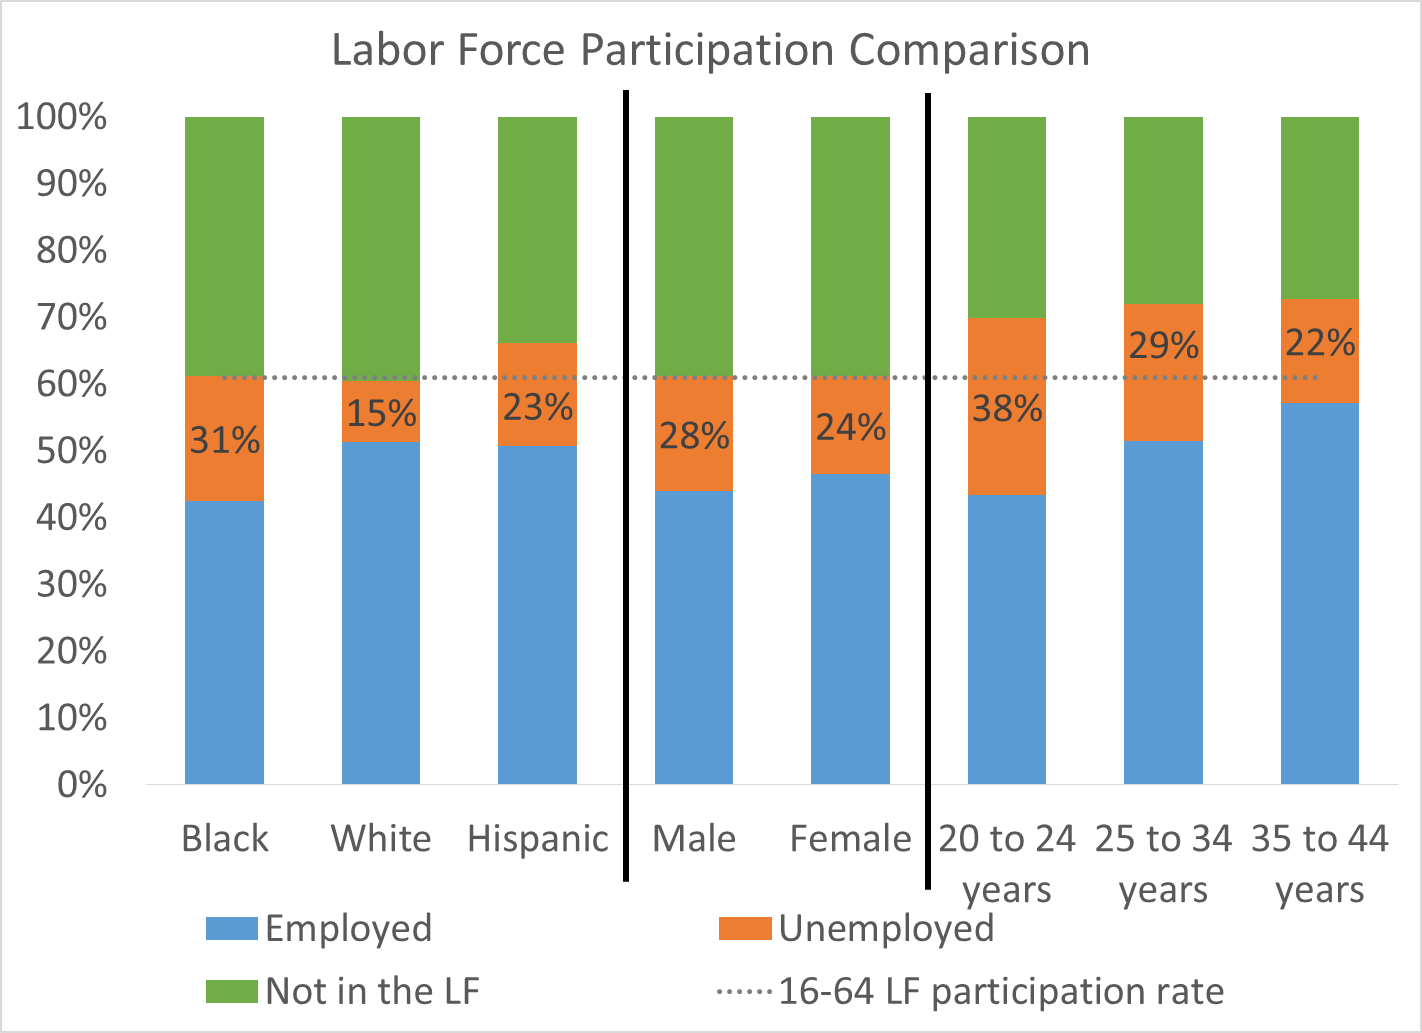 Labor Force Participation Comparison
100%
90%
80%
70%
60%
50%
40%
30%
20%
10%
0%
31%
15%
23%
28%
24%
38%
29%
22%
Black
White
Hispanic
Male
Female
20 to 24
years
25 to 34
years
35 to 44
years
Employed
Unemployed
Not in the LF
16-64 LF participation rate